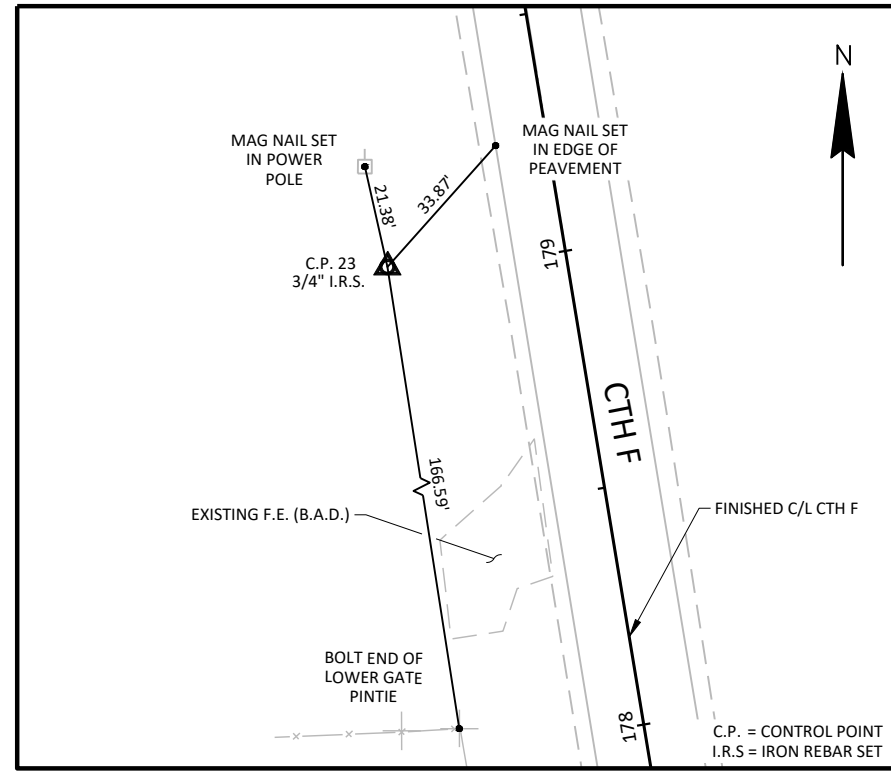 N
MAG NAIL SET
IN POWER
POLE
MAG NAIL SET
IN EDGE OF
PEAVEMENT
21.38'
33.87'
C.P. 23
3/4" I.R.S.
179
CTH F
166.59'
EXISTING F.E. (B.A.D.)
FINISHED C/L CTH F
BOLT END OF
LOWER GATE
PINTIE
178
C.P. = CONTROL POINT
I.R.S = IRON REBAR SET